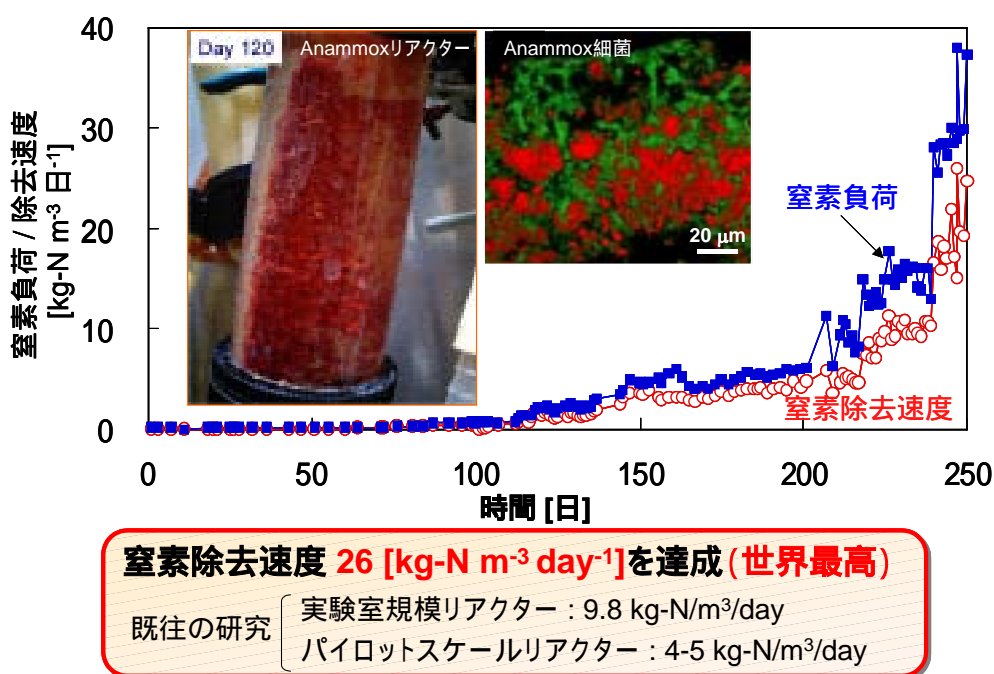 40
30
20
10
0
窒素負荷 / 除去速度
[kg-N m-3 日-1]
Day 120
Anammoxリアクター
Anammox細菌
20 μm
窒素負荷
窒素除去速度
0 50 100 150 200 250
時間 [日]
窒素除去速度 26 [kg-N m-3 day-1]を達成(世界最高)
既往の研究
実験室規模リアクター : 9.8 kg-N/m3/day
パイロットスケールリアクター : 4-5 kg-N/m3/day